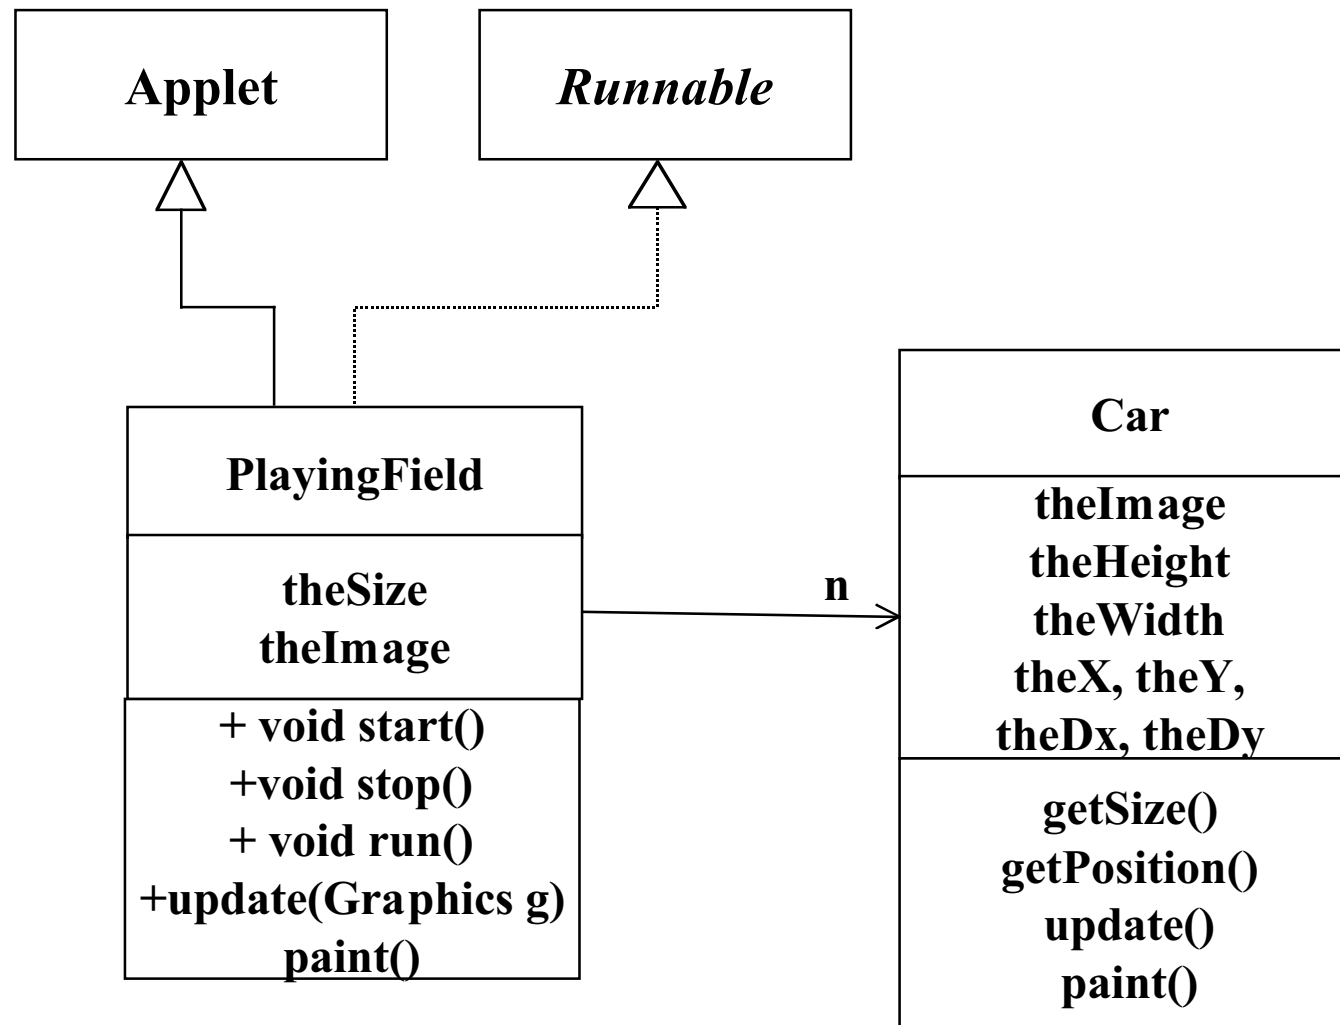 Applet
Runnable
PlayingField
theSize
theImage
+ void start()
+void stop()
+ void run()
+update(Graphics g)
paint()
n
Car
theImage
theHeight
theWidth
theX, theY,
theDx, theDy
getSize()
getPosition()
update()
paint()